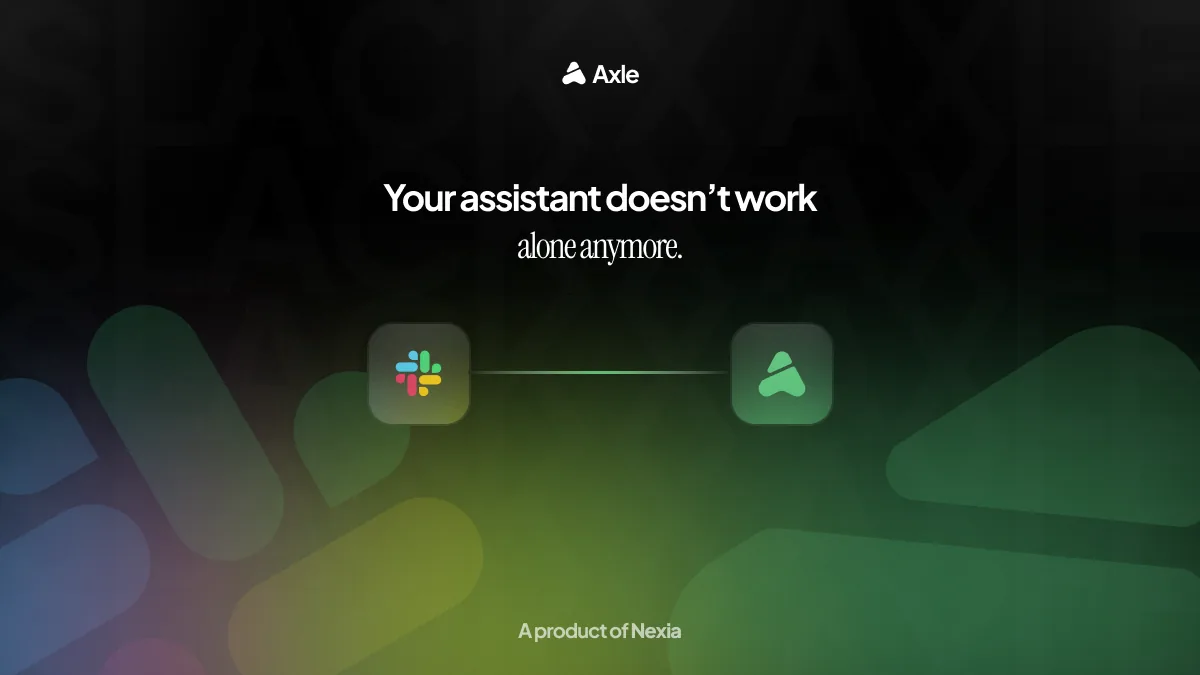 Axle
Your assistant doesn’t work
alone anymore.
A product of Nexia